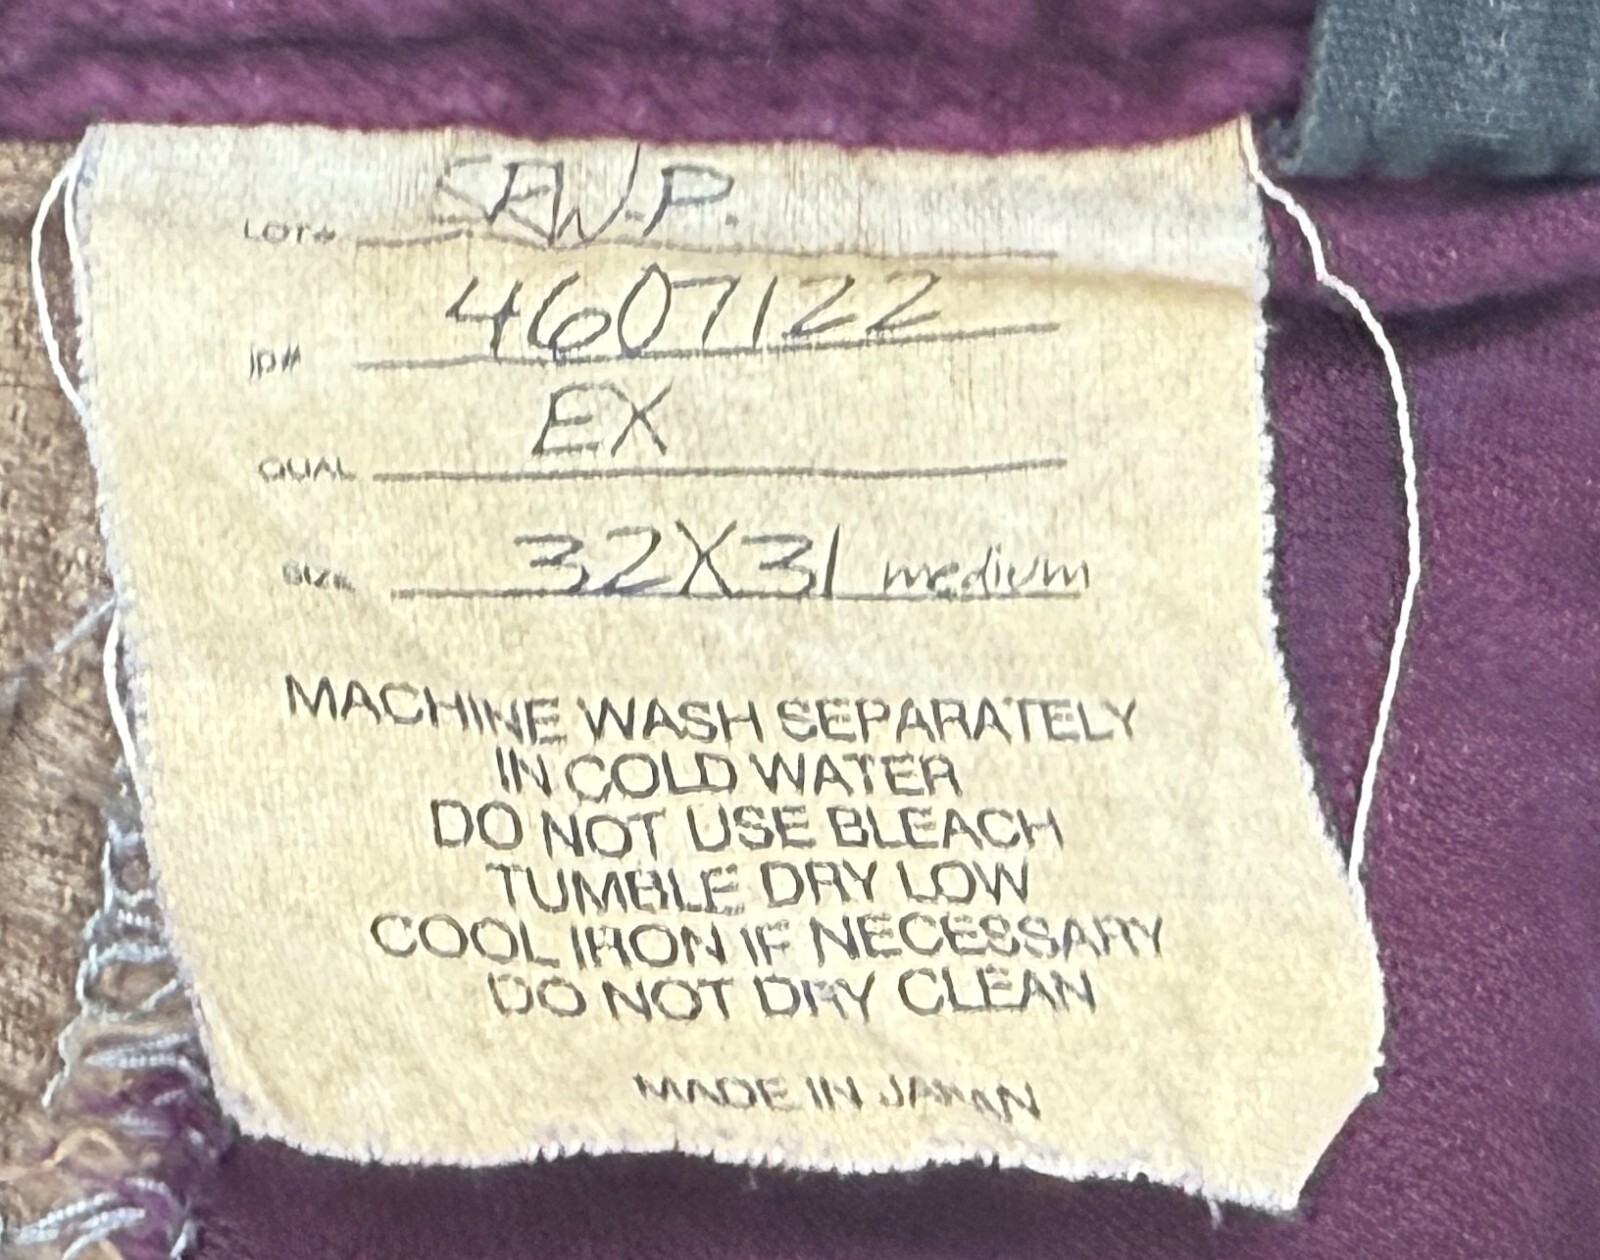 LOT# S.F.W.P.
ID# 4607122
QUAL EX
SIZE 32X31 medium
MACHINE WASH SEPARATELY
IN COLD WATER
DO NOT USE BLEACH
TUMBLE DRY LOW
COOL IRON IF NECESSARY
DO NOT DRY CLEAN
MADE IN JAPAN